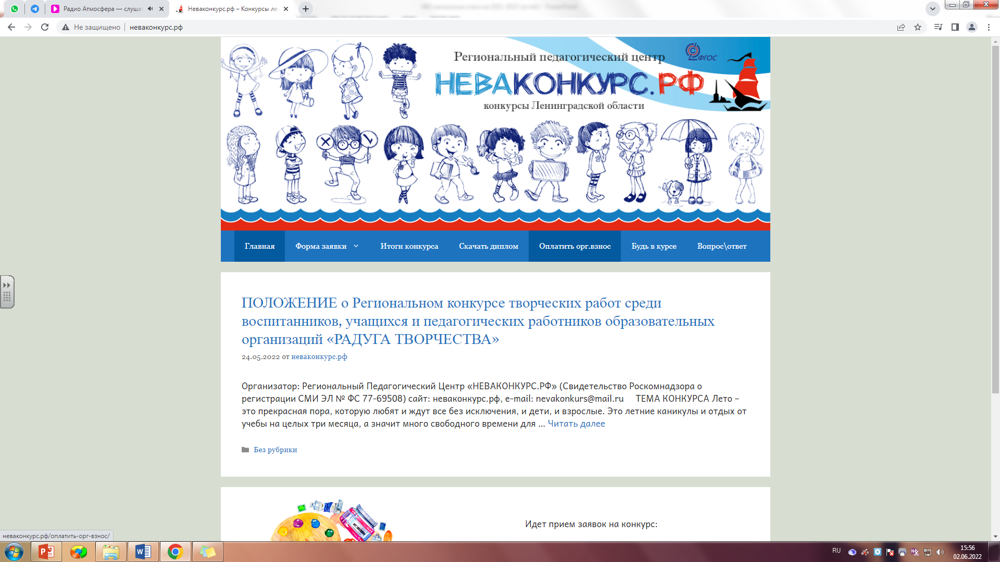 Радио Атмосфера — слушат
Неваконкурс.рф – Конкурсы лен
Не защищено
неваконкурс.рф
Региональный педагогический центр
ФГОС
НЕВАКОНКУРС.РФ
конкурсы Ленинградской области
Главная
Форма заявки
Итоги конкурса
Скачать диплом
Оплатить орг.взнос
Будь в курсе
Вопрос\ответ
ПОЛОЖЕНИЕ о Региональном конкурсе творческих работ среди
воспитанников, учащихся и педагогических работников образовательных
организаций «РАДУГА ТВОРЧЕСТВА»
24.05.2022 от неваконкурс.рф
Организатор: Региональный Педагогический Центр «НЕВАКОНКУРС.РФ» (Свидетельство Роскомнадзора о
регистрации СМИ ЭЛ № ФС 77-69508) сайт: неваконкурс.рф, e-mail: nevakonkurs@mail.ru ТЕМА КОНКУРСА Лето –
это прекрасная пора, которую любят и ждут все без исключения, и дети, и взрослые. Это летние каникулы и отдых от
учебы на целых три месяца, а значит много свободного времени для ... Читать далее
Без рубрики
Идет прием заявок на конкурс:
неваконкурс.рф/оплатить-орг-взнос/
RU
15:56
02.06.2022